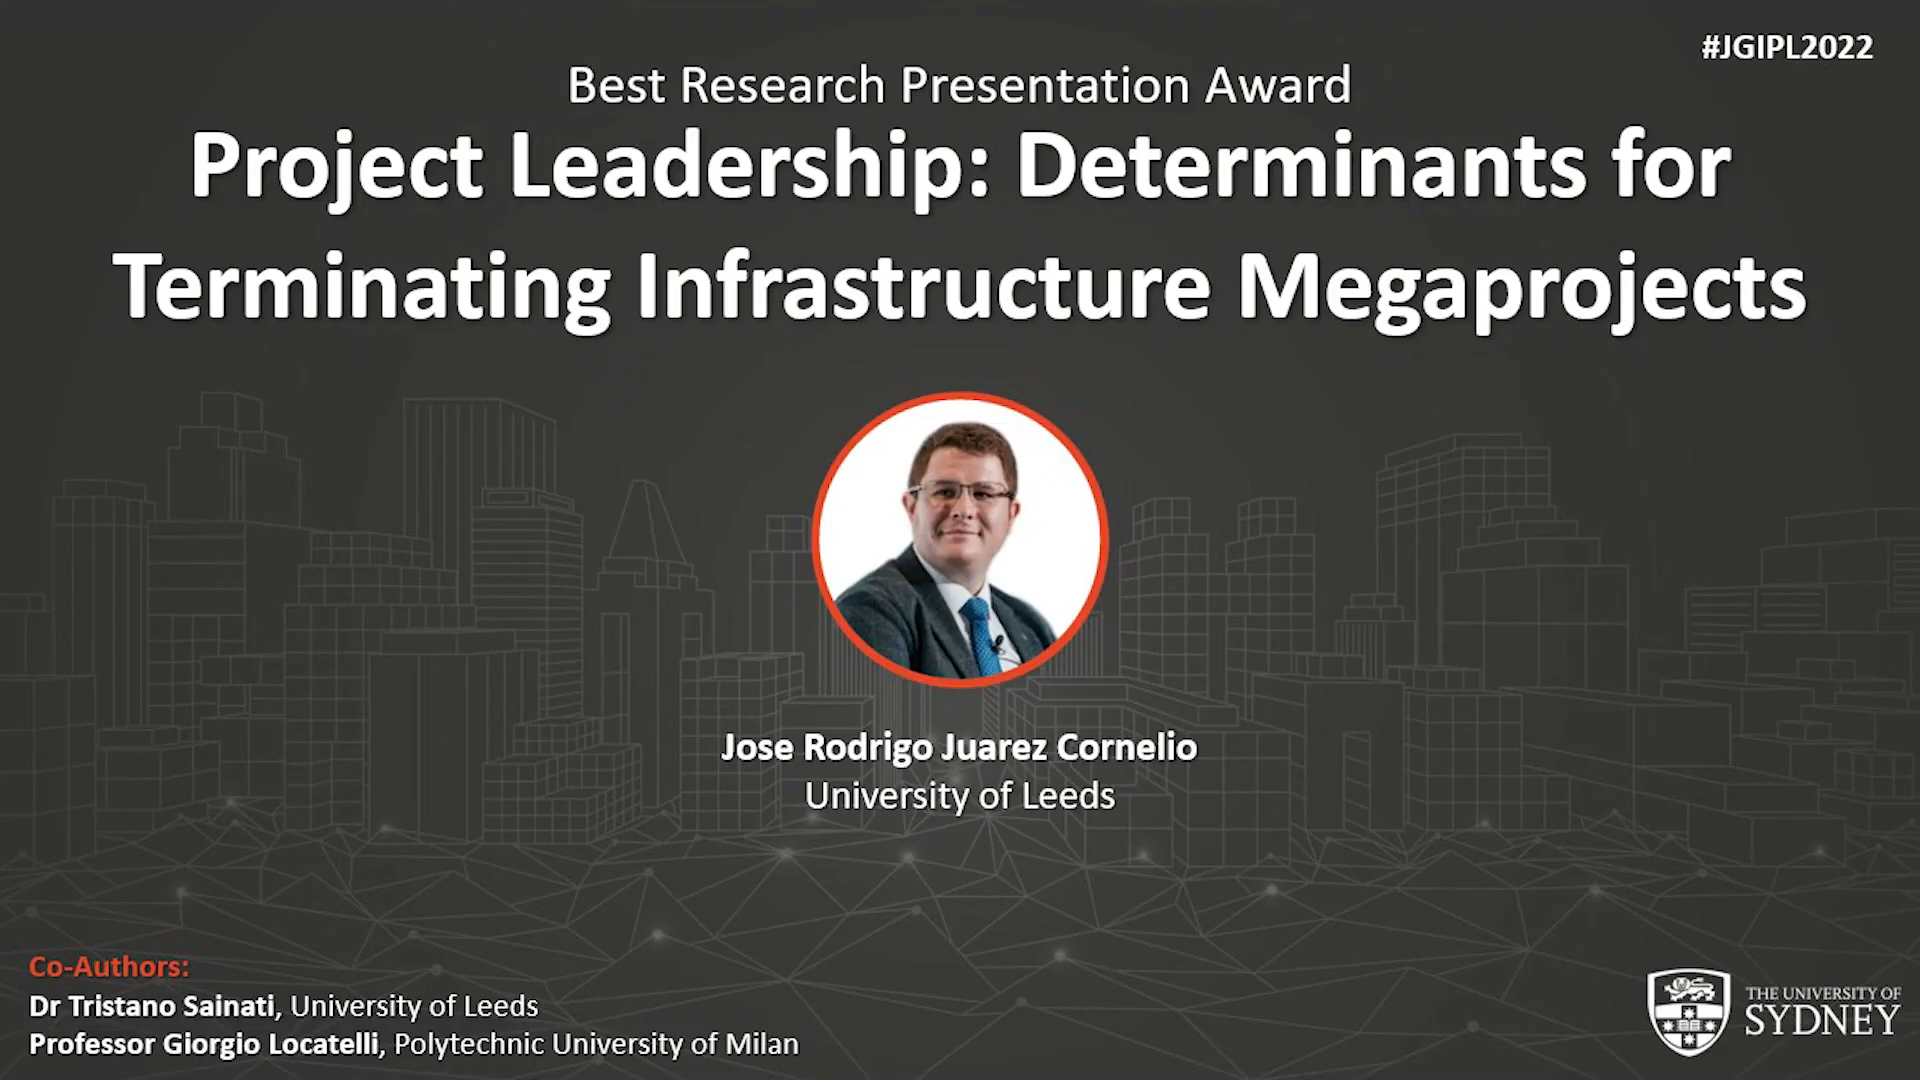 #JGIPL2022
Best Research Presentation Award
Project Leadership: Determinants for
Terminating Infrastructure Megaprojects
Jose Rodrigo Juarez Cornelio
University of Leeds
Co-Authors:
Dr Tristano Sainati, University of Leeds
Professor Giorgio Locatelli, Polytechnic University of Milan
THE UNIVERSITY OF
SYDNEY